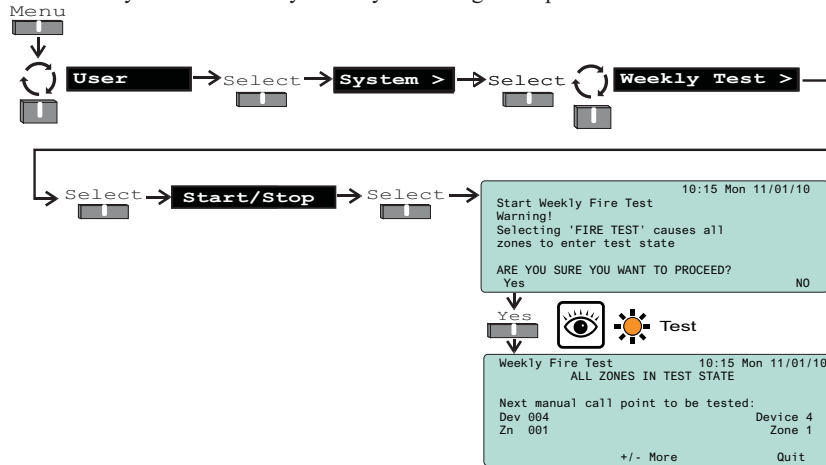 Menu
User
Select
System >
Select
Weekly Test >
Select
Start/Stop
Select
10:15 Mon 11/01/10
Start Weekly Fire Test
Warning!
Selecting 'FIRE TEST' causes all
zones to enter test state
ARE YOU SURE YOU WANT TO PROCEED?
Yes NO
Yes
Test
Weekly Fire Test 10:15 Mon 11/01/10
ALL ZONES IN TEST STATE
Next manual call point to be tested:
Dev 004 Device 4
Zn 001 Zone 1
+/- More Quit